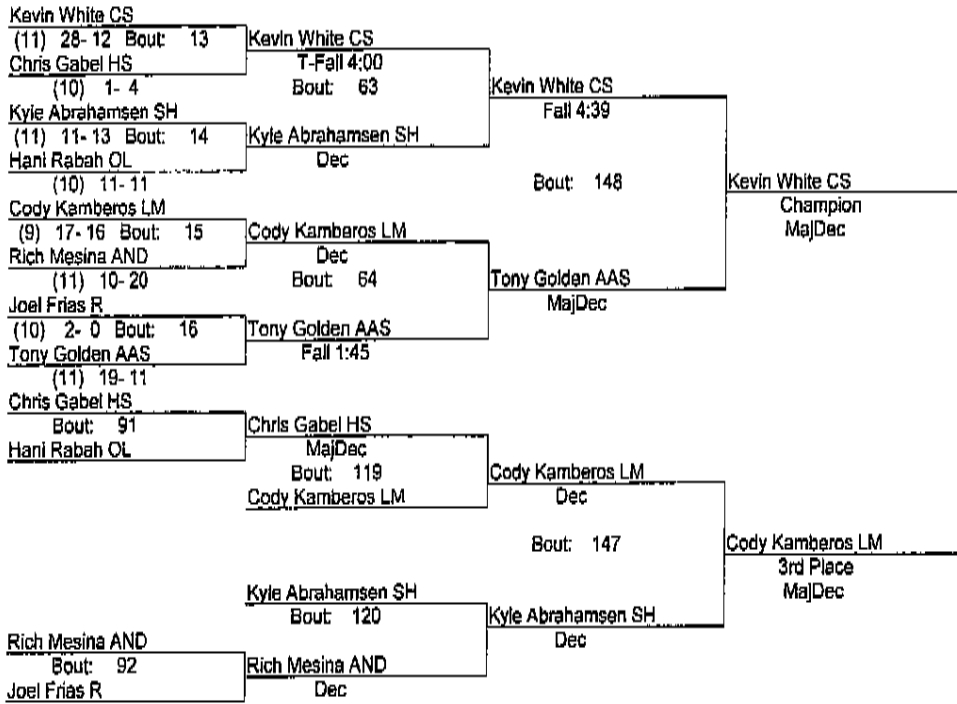 Kevin White CS
(11) 28- 12 Bout: 13
Chris Gabel HS
(10) 1- 4
Kyle Abrahamsen SH
(11) 11- 13 Bout: 14
Hani Rabah OL
(10) 11- 11
Cody Kamberos LM
(9) 17- 16 Bout: 15
Rich Mesina AND
(11) 10- 20
Joel Frias R
(10) 2- 0 Bout: 16
Tony Golden AAS
(11) 19- 11
Kevin White CS
T-Fall 4:00
Bout: 63
Kyle Abrahamsen SH
Dec
Cody Kamberos LM
Dec
Bout: 64
Tony Golden AAS
Fall 1:45
Kevin White CS
Fall 4:39
Bout: 148
Tony Golden AAS
MajDec
Kevin White CS
Champion
MajDec
Chris Gabel HS
Bout: 91
Hani Rabah OL
Chris Gabel HS
MajDec
Bout: 119
Cody Kamberos LM
Kyle Abrahamsen SH
Bout: 120
Rich Mesina AND
Bout: 92
Joel Frias R
Rich Mesina AND
Dec
Cody Kamberos LM
Dec
Bout: 147
Kyle Abrahamsen SH
Dec
Cody Kamberos LM
3rd Place
MajDec